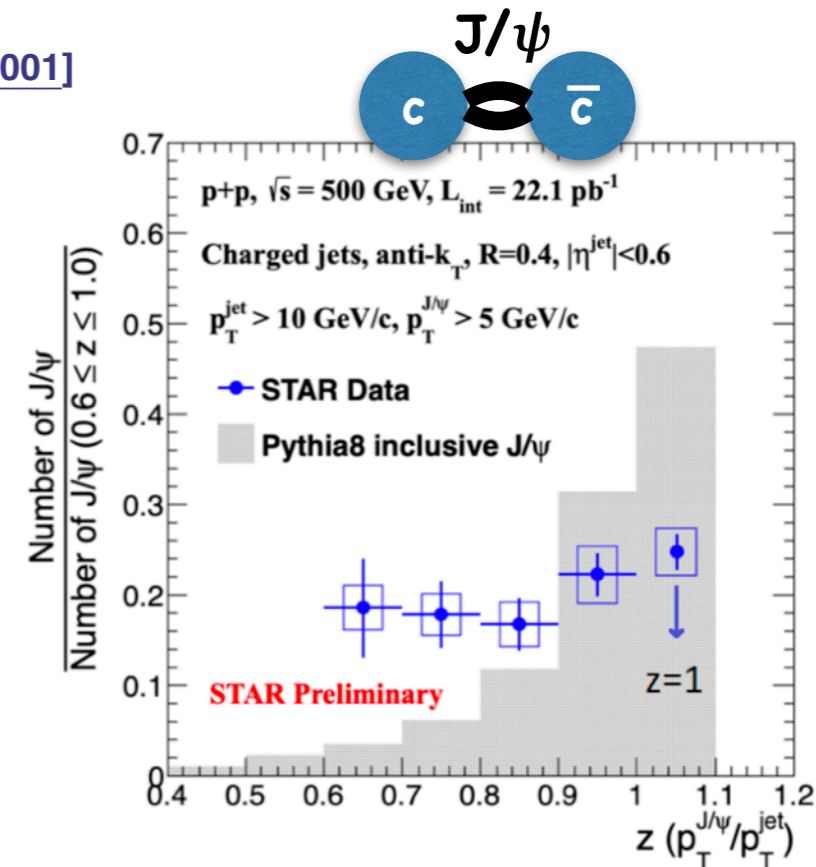 J/ψ
001]
c
c̅
p+p, √s = 500 GeV, L_int = 22.1 pb⁻¹
Charged jets, anti-k_T, R=0.4, |η^jet|<0.6
p_T^jet > 10 GeV/c, p_T^J/ψ > 5 GeV/c
STAR Data
Pythia8 inclusive J/ψ
STAR Preliminary
z=1
Number of J/ψ
Number of J/ψ (0.6 ≤ z ≤ 1.0)
0.7
0.6
0.5
0.4
0.3
0.2
0.1
0
0.4 0.5 0.6 0.7 0.8 0.9 1 1.1 1.2
z (p_T^J/ψ/p_T^jet)